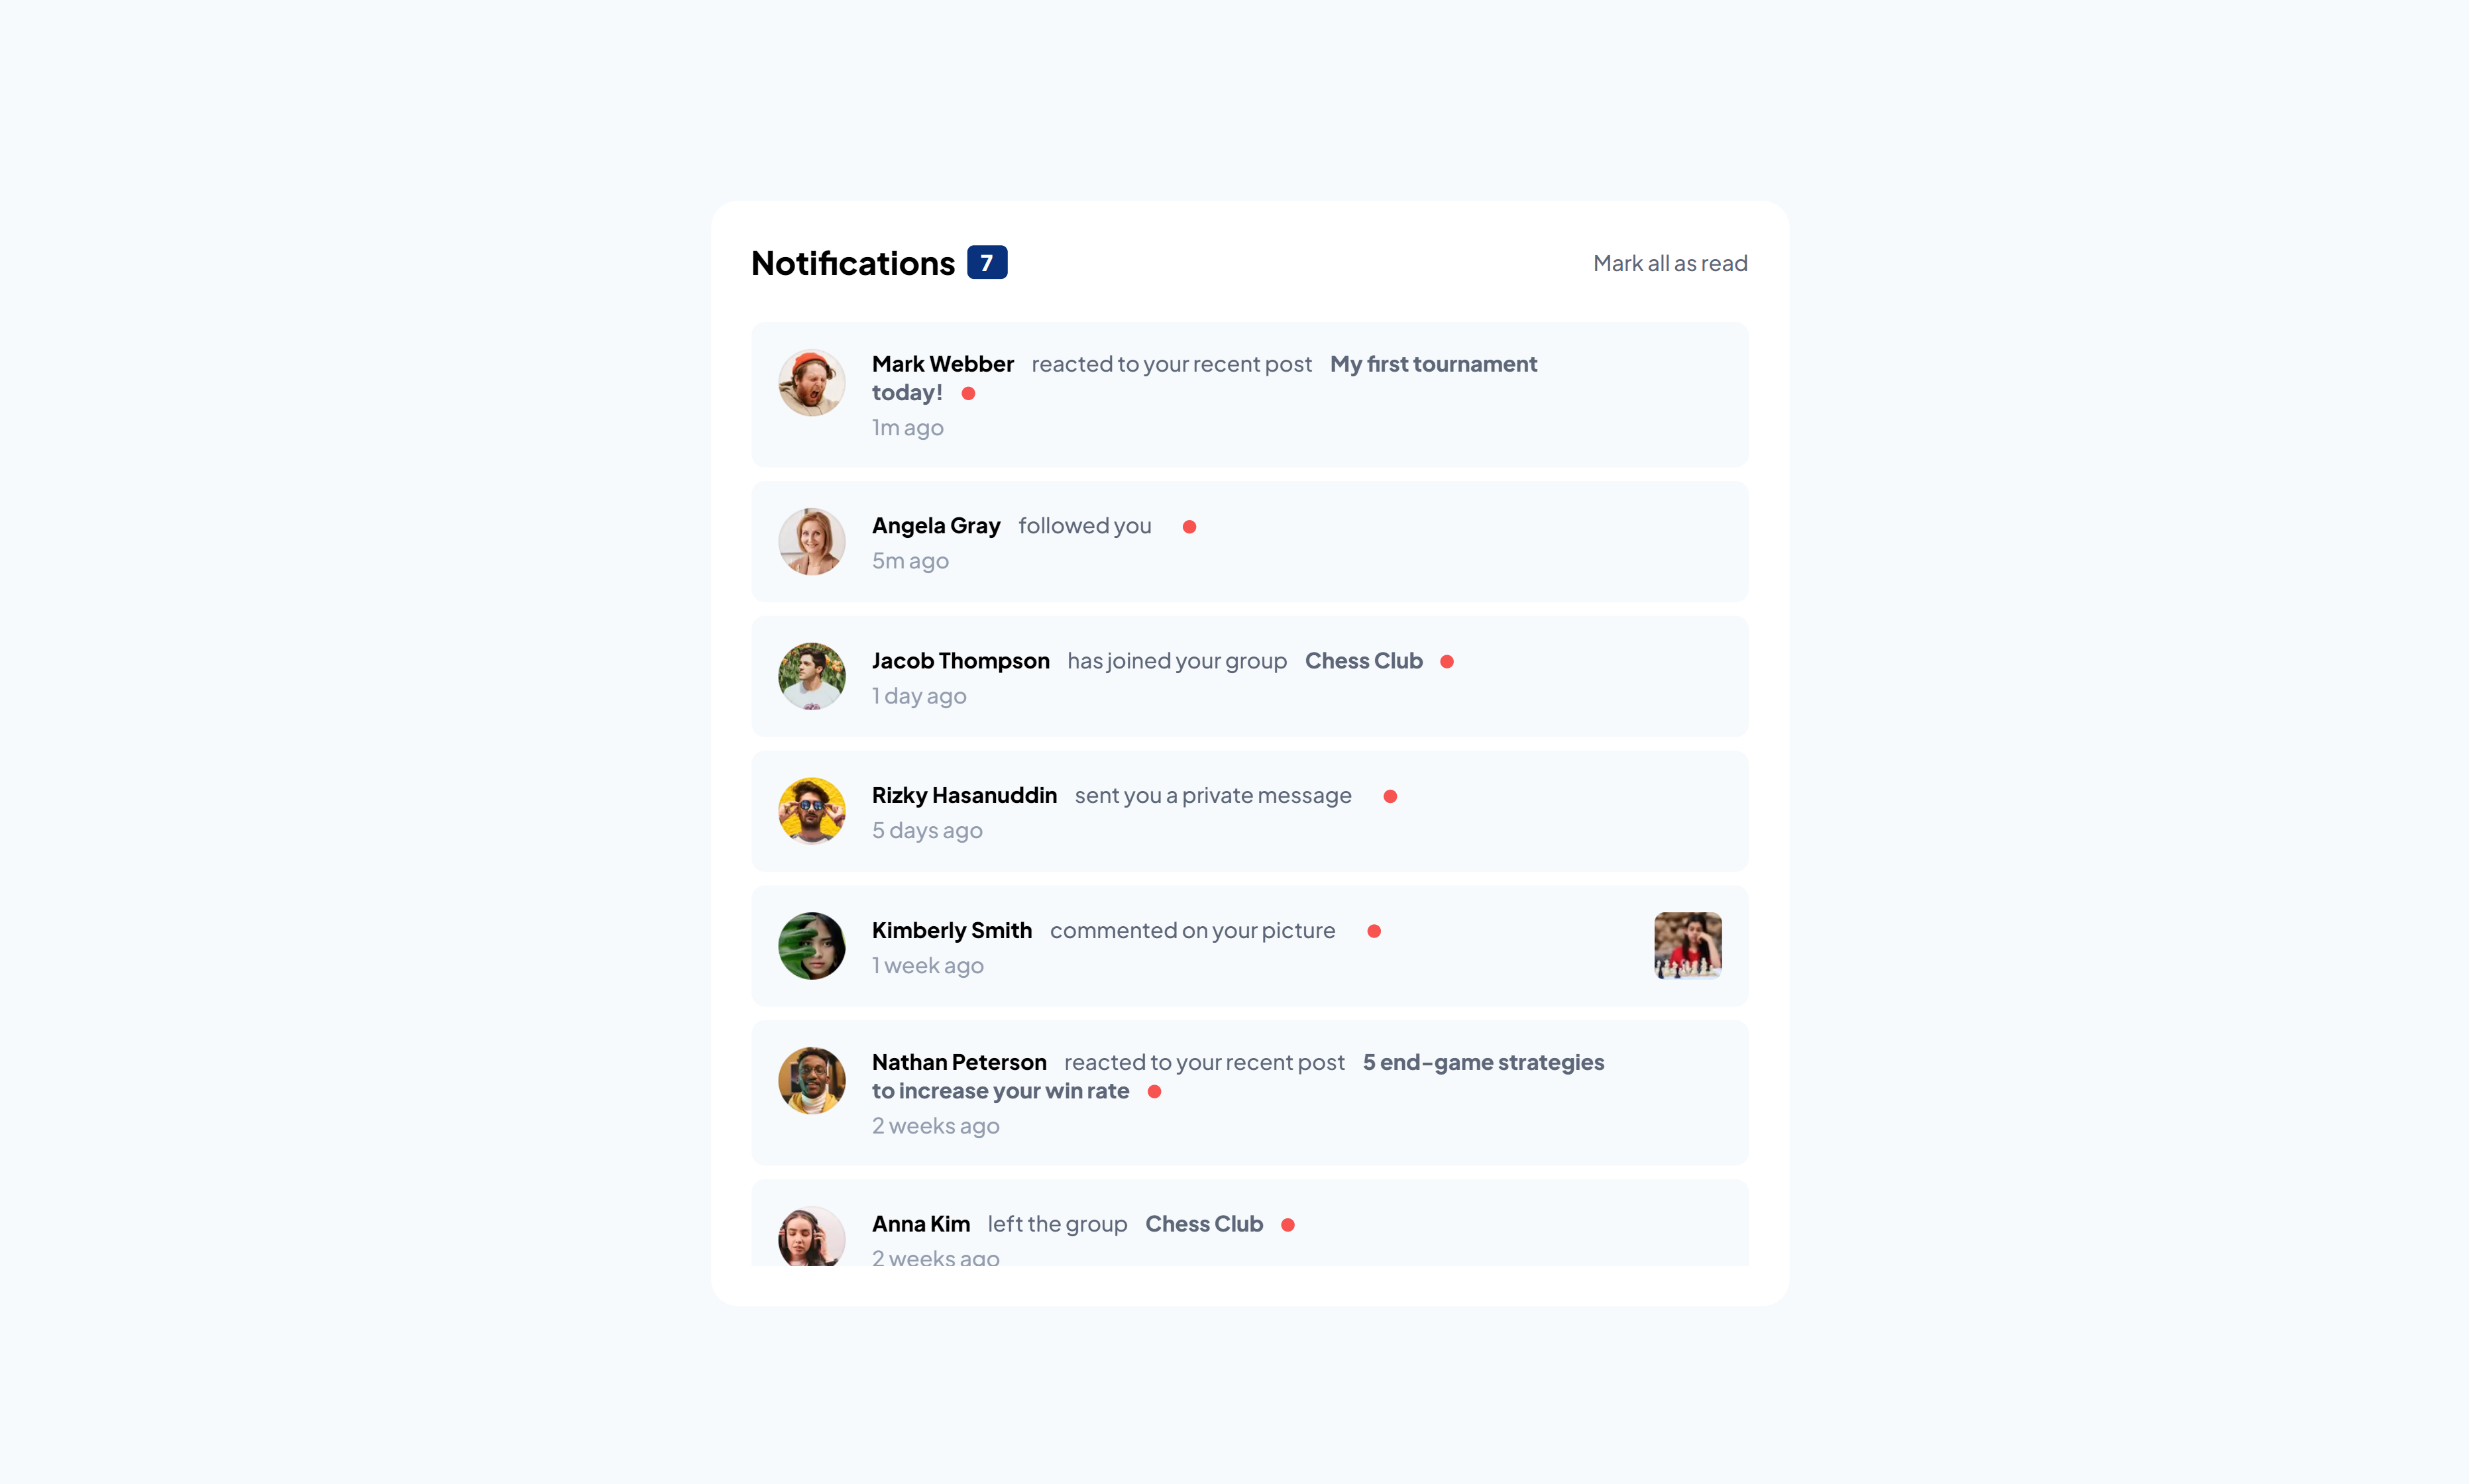 Notifications 7
Mark all as read
Mark Webber reacted to your recent post My first tournament
today!
1m ago
Angela Gray followed you
5m ago
Jacob Thompson has joined your group Chess Club
1 day ago
Rizky Hasanuddin sent you a private message
5 days ago
Kimberly Smith commented on your picture
1 week ago
Nathan Peterson reacted to your recent post 5 end-game strategies
to increase your win rate
2 weeks ago
Anna Kim left the group Chess Club
2 weeks ago